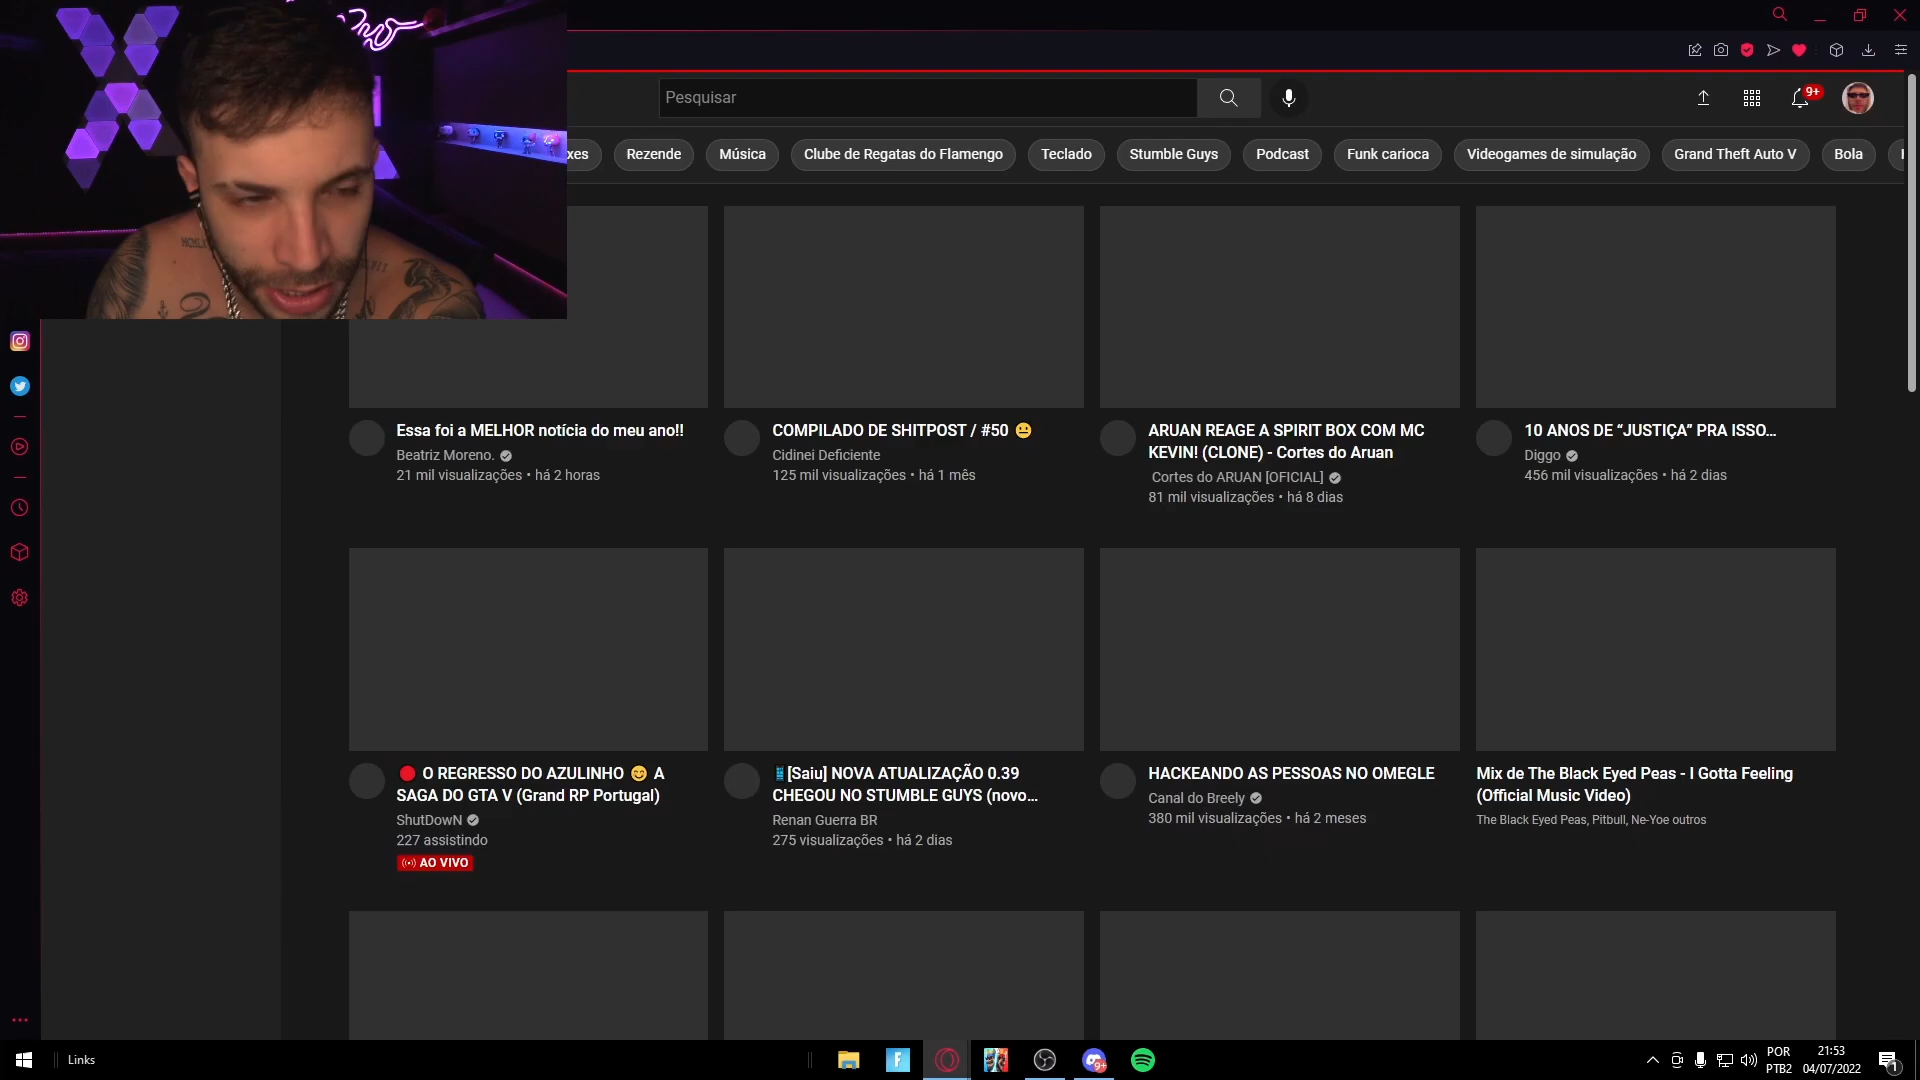 Pesquisar
9+
xes
Rezende
Música
Clube de Regatas do Flamengo
Teclado
Stumble Guys
Podcast
Funk carioca
Videogames de simulação
Grand Theft Auto V
Bola
Essa foi a MELHOR notícia do meu ano!!
Beatriz Moreno.
21 mil visualizações • há 2 horas
COMPILADO DE SHITPOST / #50 😐
Cidinei Deficiente
125 mil visualizações • há 1 mês
ARUAN REAGE A SPIRIT BOX COM MC
KEVIN! (CLONE) - Cortes do Aruan
Cortes do ARUAN [OFICIAL]
81 mil visualizações • há 8 dias
10 ANOS DE “JUSTIÇA” PRA ISSO...
Diggo
456 mil visualizações • há 2 dias
🔴 O REGRESSO DO AZULINHO 😊 A
SAGA DO GTA V (Grand RP Portugal)
ShutDowN
227 assistindo
AO VIVO
📱[Saiu] NOVA ATUALIZAÇÃO 0.39
CHEGOU NO STUMBLE GUYS (novo...
Renan Guerra BR
275 visualizações • há 2 dias
HACKEANDO AS PESSOAS NO OMEGLE
Canal do Breely
380 mil visualizações • há 2 meses
Mix de The Black Eyed Peas - I Gotta Feeling
(Official Music Video)
The Black Eyed Peas, Pitbull, Ne-Yoe outros
Links
9+
POR
PTB2
21:53
04/07/2022
1